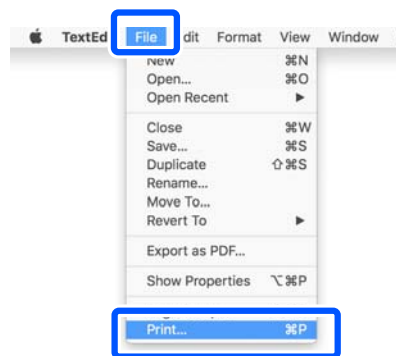 TextEd File dit Format View Window
New ⌘N
Open... ⌘O
Open Recent ▶
Close ⌘W
Save... ⌘S
Duplicate ⇧⌘S
Rename...
Move To...
Revert To ▶
Export as PDF...
Show Properties ⌥⌘P
Print... ⌘P